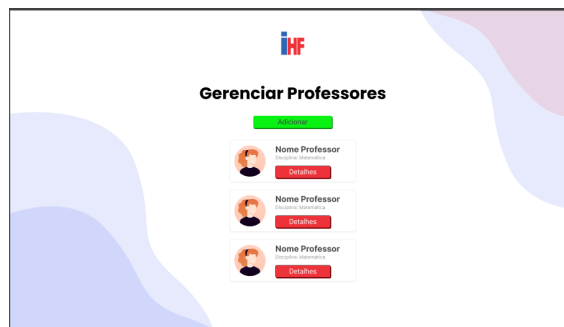 iHF
Gerenciar Professores
Adicionar
Nome Professor
Disciplina: Matemática
Detalhes
Nome Professor
Disciplina: Matemática
Detalhes
Nome Professor
Disciplina: Matemática
Detalhes